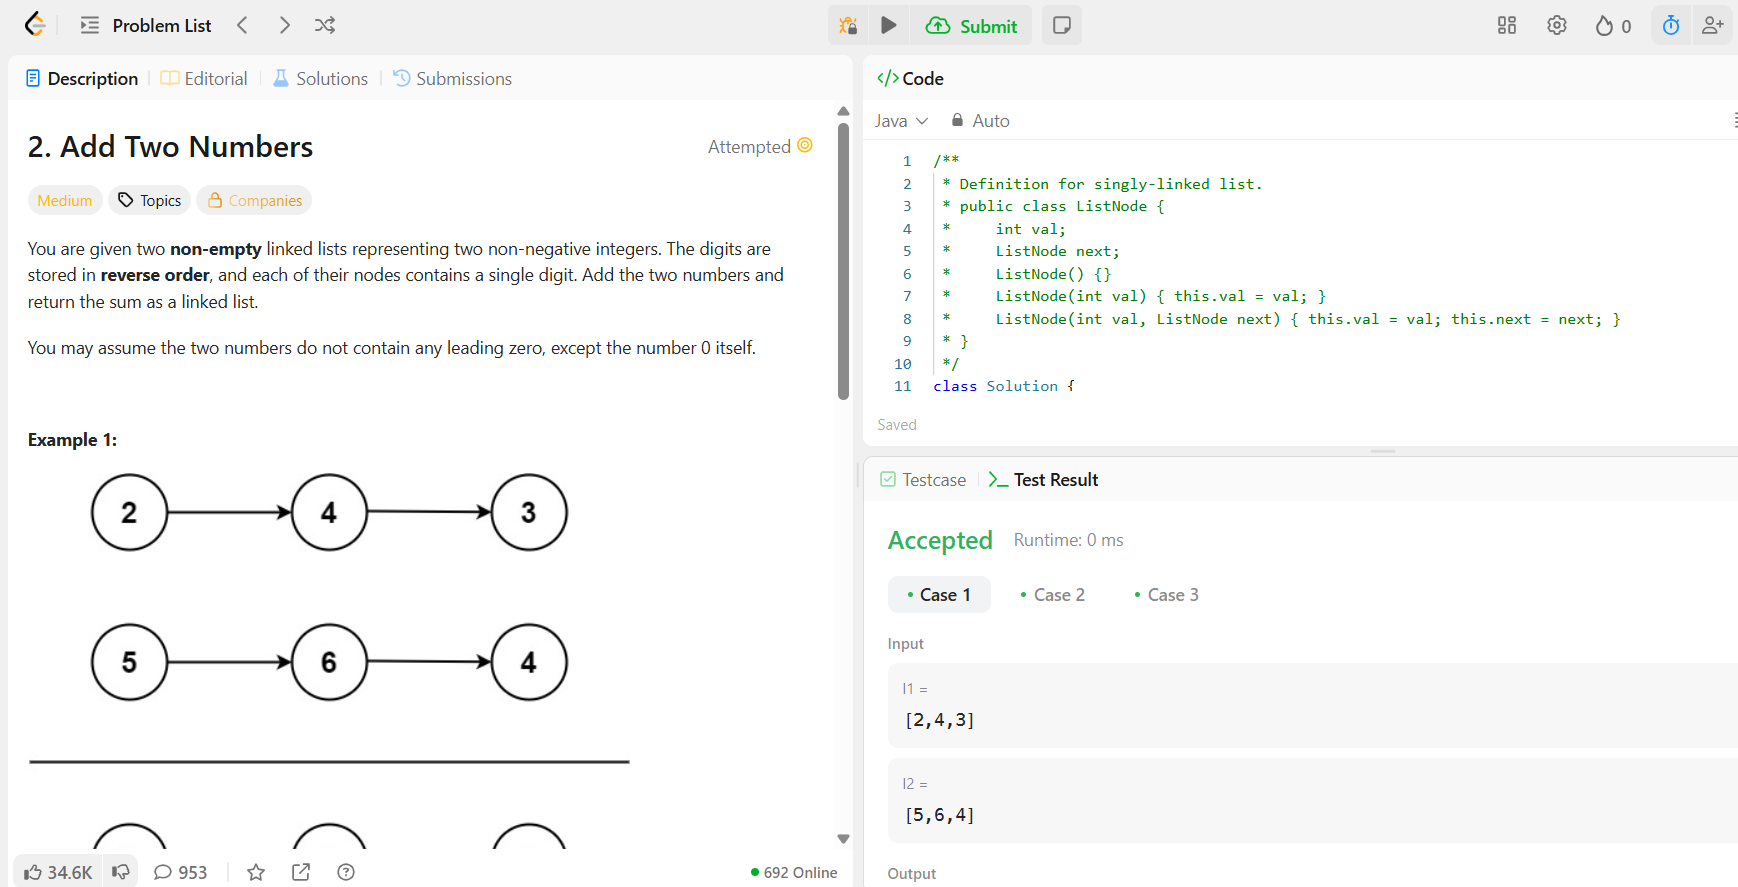 Problem List
Submit
0
Description
Editorial
Solutions
Submissions
2. Add Two Numbers
Attempted
Medium
Topics
Companies
You are given two non-empty linked lists representing two non-negative integers. The digits are
stored in reverse order, and each of their nodes contains a single digit. Add the two numbers and
return the sum as a linked list.
You may assume the two numbers do not contain any leading zero, except the number 0 itself.
Example 1:
2 4 3
5 6 4
34.6K
953
692 Online
</> Code
Java
Auto
1 /**
2  * Definition for singly-linked list.
3  * public class ListNode {
4  *     int val;
5  *     ListNode next;
6  *     ListNode() {}
7  *     ListNode(int val) { this.val = val; }
8  *     ListNode(int val, ListNode next) { this.val = val; this.next = next; }
9  * }
10  */
11 class Solution {
Saved
Testcase
Test Result
Accepted
Runtime: 0 ms
Case 1
Case 2
Case 3
Input
l1 =
[2,4,3]
l2 =
[5,6,4]
Output